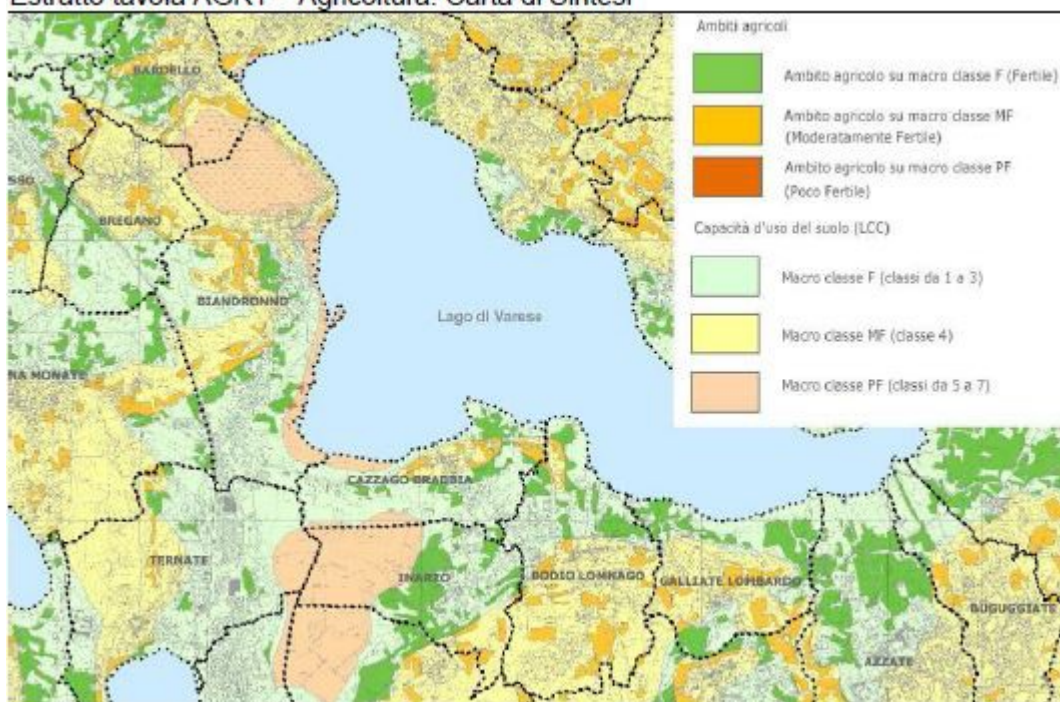 Estratto tavola AGR1 – Agricoltura. Carta di Sintesi
Ambiti agricoli
Ambito agricolo su macro classe F (Fertile)
Ambito agricolo su macro classe MF
(Moderatamente Fertile)
Ambito agricolo su macro classe PF
(Poco Fertile)
Capacità d'uso del suolo (LCC)
Macro classe F (classi da 1 a 3)
Macro classe MF (classe 4)
Macro classe PF (classi da 5 a 7)
BARDELLO
SSO
BREGANO
BIANDRONNO
Lago di Varese
NA MONATE
CAZZAGO BRABBIA
TERNATE
INARZO
BODIO LOMNAGO
GALLIATE LOMBARDO
BUGUGGIATE
AZZATE